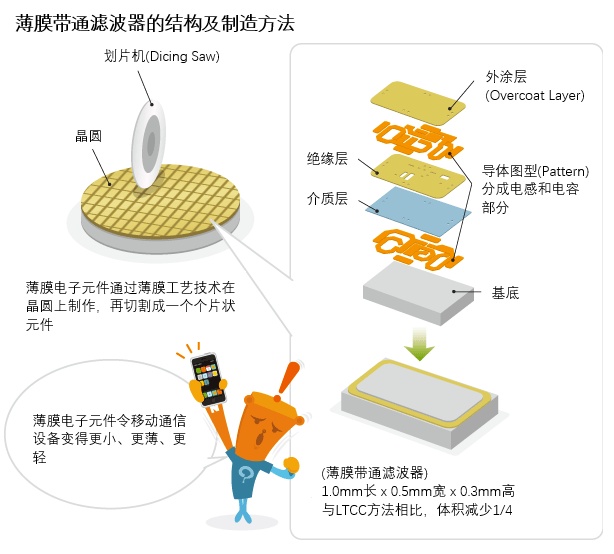 薄膜带通滤波器的结构及制造方法
划片机(Dicing Saw)
晶圆
薄膜电子元件通过薄膜工艺技术在
晶圆上制作，再切割成一个个片状
元件
薄膜电子元件令移动通信
设备变得更小、更薄、更
轻
外涂层
(Overcoat Layer)
绝缘层
导体图型(Pattern)
分成电感和电容
部分
介质层
基底
(薄膜带通滤波器)
1.0mm长 x 0.5mm宽 x 0.3mm高
与LTCC方法相比，体积减少1/4